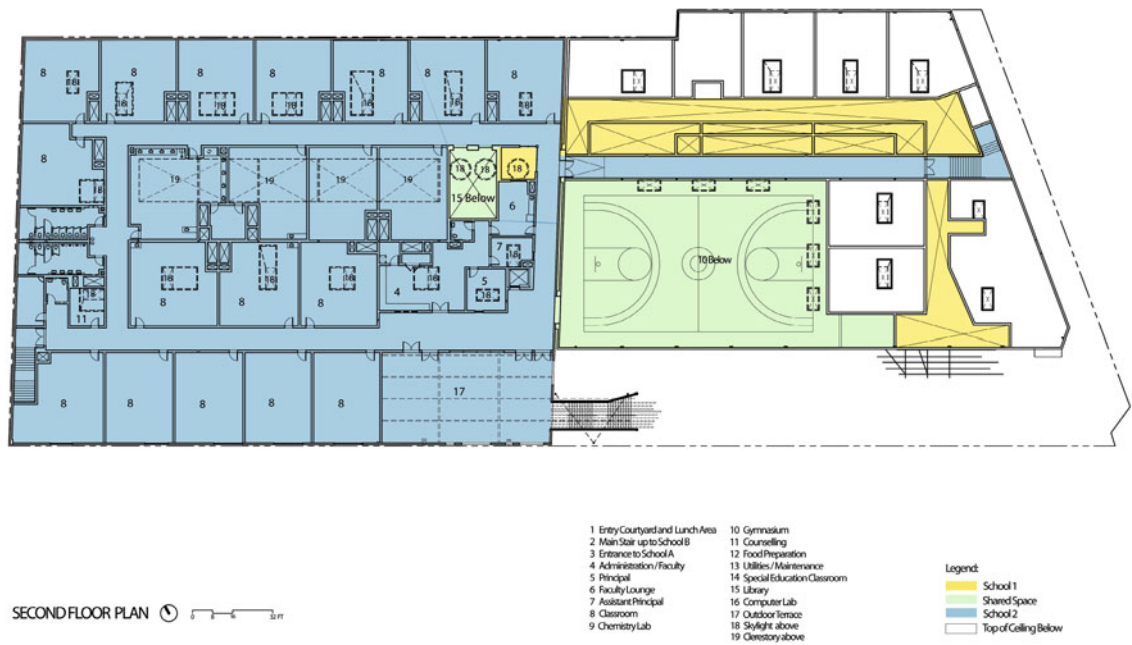 8 8 8 8 8 8 8
18 18 18 18 18 18 18
8
19 19 19 19 18 18 18
18 15 Below 6
7
18
18 18 18 18 5
18
18 4
11 8 8 8
10 Below
8 8 8 8 8 17
1 Entry Courtyard and Lunch Area
2 Main Stair up to School B
3 Entrance to School A
4 Administration / Faculty
5 Principal
6 Faculty Lounge
7 Assistant Principal
8 Classroom
9 Chemistry Lab
10 Gymnasium
11 Counselling
12 Food Preparation
13 Utilities / Maintenance
14 Special Education Classroom
15 Library
16 Computer Lab
17 Outdoor Terrace
18 Skylight above
19 Clerestory above
Legend:
School 1
Shared Space
School 2
Top of Ceiling Below
SECOND FLOOR PLAN
0 8 16 32 FT